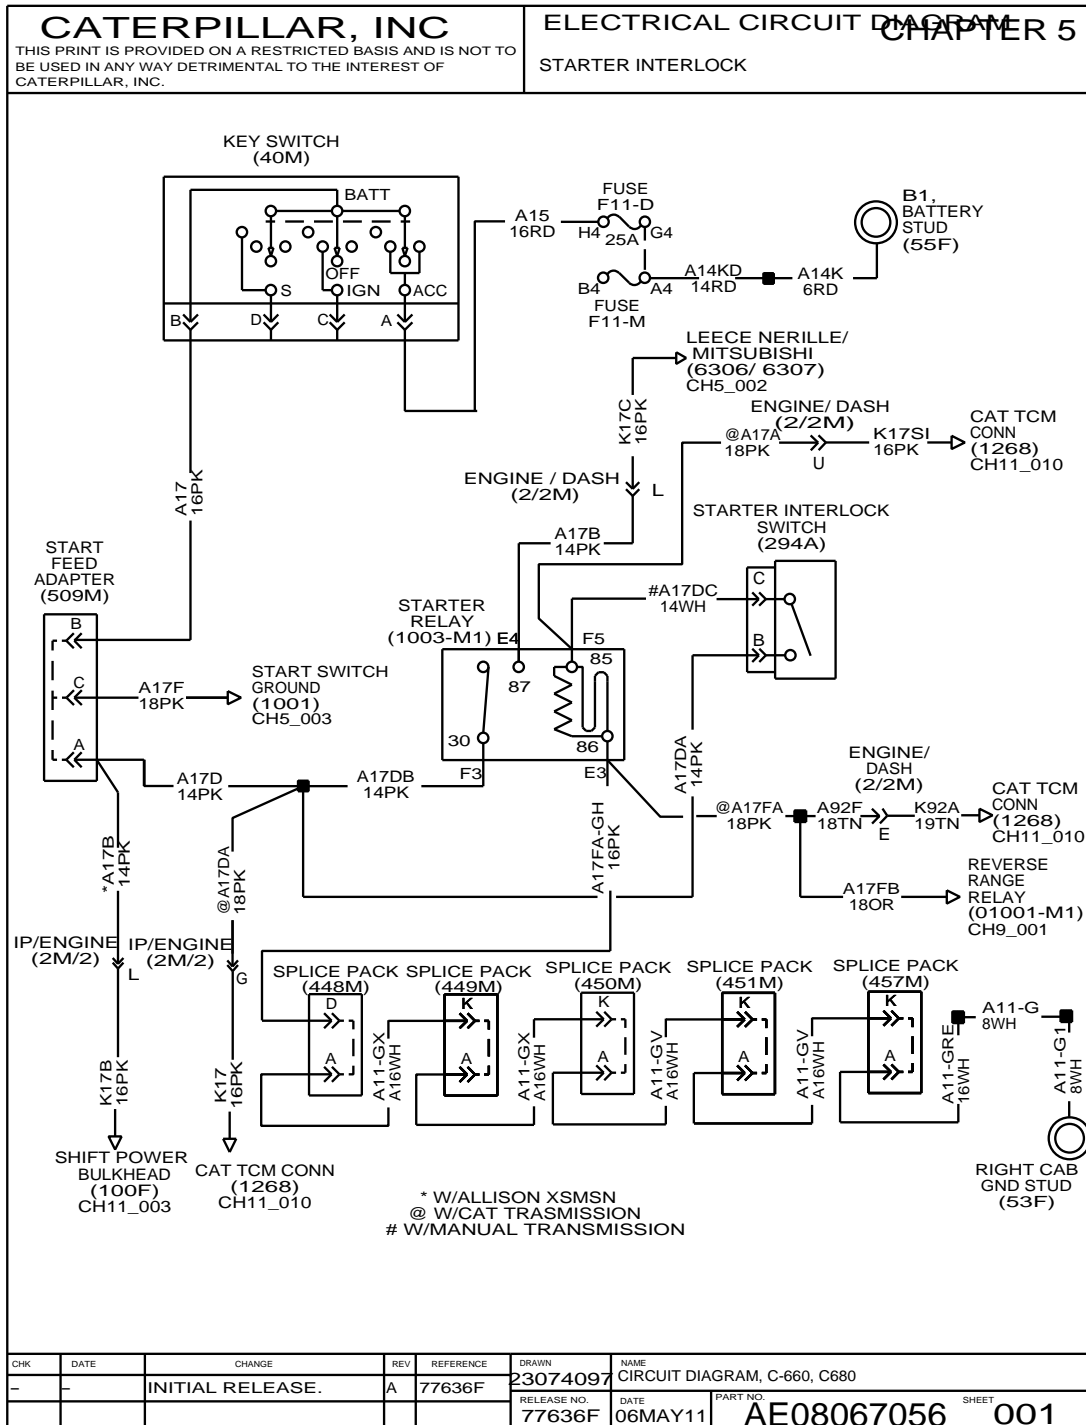 CATERPILLAR, INC
THIS PRINT IS PROVIDED ON A RESTRICTED BASIS AND IS NOT TO
BE USED IN ANY WAY DETRIMENTAL TO THE INTEREST OF
CATERPILLAR, INC.
ELECTRICAL CIRCUIT DIAGRAM
CHAPTER 5
STARTER INTERLOCK
KEY SWITCH
(40M)
BATT
OFF
S
IGN
ACC
B
D
C
A
A15
16RD
FUSE
F11-D
H4
25A
G4
B4
A4
FUSE
F11-M
A14KD
14RD
A14K
6RD
B1,
BATTERY
STUD
(55F)
LEECE NERILLE/
MITSUBISHI
(6306/ 6307)
CH5_002
K17C
16PK
ENGINE / DASH
(2/2M)
L
ENGINE/ DASH
(2/2M)
@A17A
18PK
U
K17SI
16PK
CAT TCM
CONN
(1268)
CH11_010
A17
16PK
A17B
14PK
STARTER INTERLOCK
SWITCH
(294A)
C
B
#A17DC
14WH
START
FEED
ADAPTER
(509M)
B
C
A
A17F
18PK
START SWITCH
GROUND
(1001)
CH5_003
STARTER
RELAY
(1003-M1)
E4
F5
85
87
30
86
F3
E3
A17D
14PK
A17DB
14PK
A17DA
14PK
A17FA-GH
16PK
@A17FA
18PK
ENGINE/
DASH
(2/2M)
A92F
18TN
E
K92A
19TN
CAT TCM
CONN
(1268)
CH11_010
A17FB
18OR
REVERSE
RANGE
RELAY
(01001-M1)
CH9_001
*A17B
14PK
@A17DA
18PK
IP/ENGINE
(2M/2)
L
IP/ENGINE
(2M/2)
G
K17B
16PK
K17
16PK
SHIFT POWER
BULKHEAD
(100F)
CH11_003
CAT TCM CONN
(1268)
CH11_010
SPLICE PACK
(448M)
D
A
A11-GX
A16WH
SPLICE PACK
(449M)
K
A
A11-GX
A16WH
SPLICE PACK
(450M)
K
A
A11-GV
A16WH
SPLICE PACK
(451M)
K
A
A11-GV
A16WH
SPLICE PACK
(457M)
K
A
A11-GRE
16WH
A11-G
8WH
A11-G1
8WH
RIGHT CAB
GND STUD
(53F)
* W/ALLISON XSMSN
@ W/CAT TRASMISSION
# W/MANUAL TRANSMISSION
CHK DATE CHANGE REV REFERENCE
– – INITIAL RELEASE. A 77636F
DRAWN
23074097
NAME
CIRCUIT DIAGRAM, C-660, C680
RELEASE NO.
77636F
DATE
06MAY11
PART NO.
AE08067056
SHEET
001